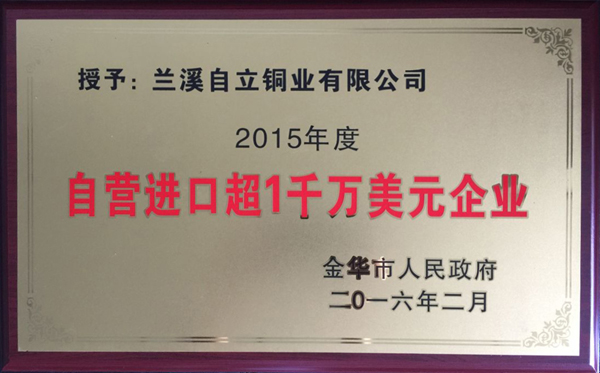 授予：兰溪自立铜业有限公司
2015年度
自营进口超1千万美元企业
金华市人民政府
二〇一六年二月